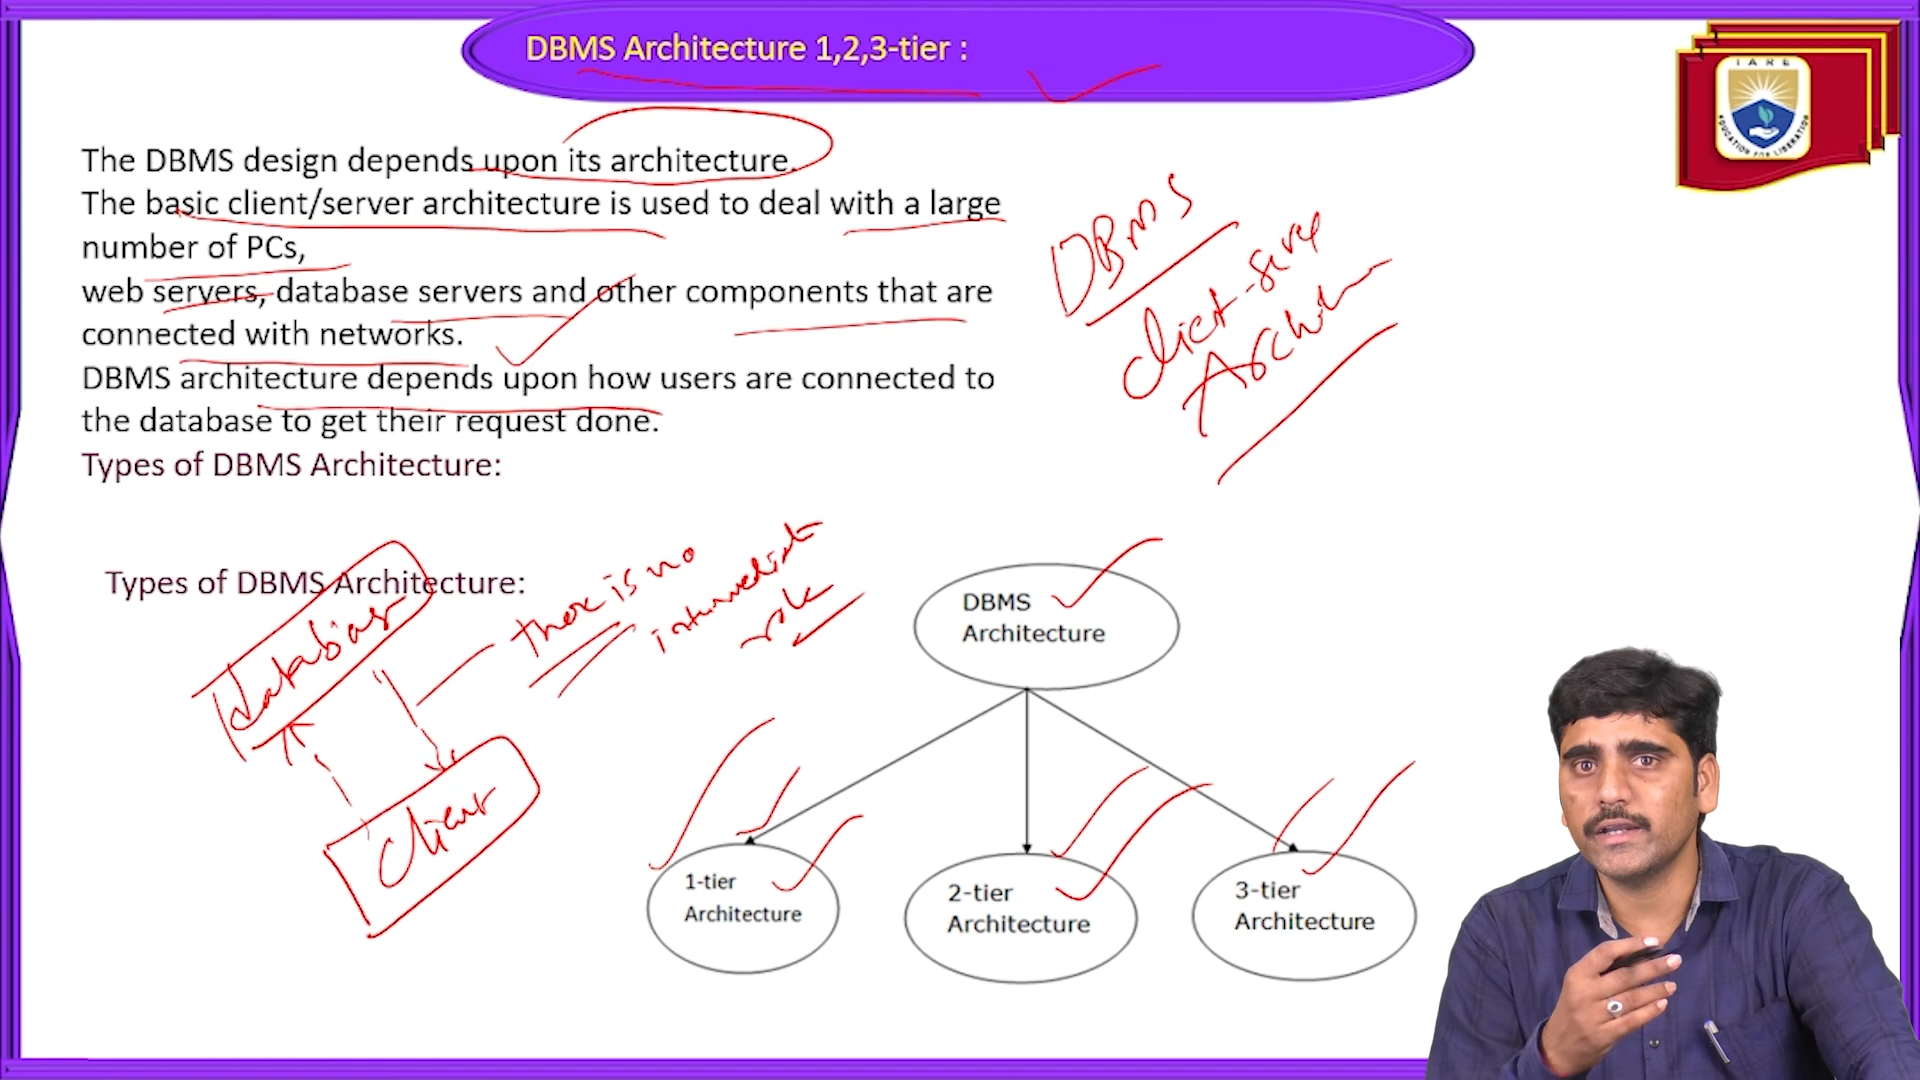 DBMS Architecture 1,2,3-tier :
IARE
EDUCATION FOR LIBERATION
The DBMS design depends upon its architecture.
The basic client/server architecture is used to deal with a large
number of PCs,
web servers, database servers and other components that are
connected with networks.
DBMS architecture depends upon how users are connected to
the database to get their request done.
Types of DBMS Architecture:
DBMS
client-
Types of DBMS Architecture:
there is no
role
client
DBMS
Architecture
1-tier
Architecture
2-tier
Architecture
3-tier
Architecture